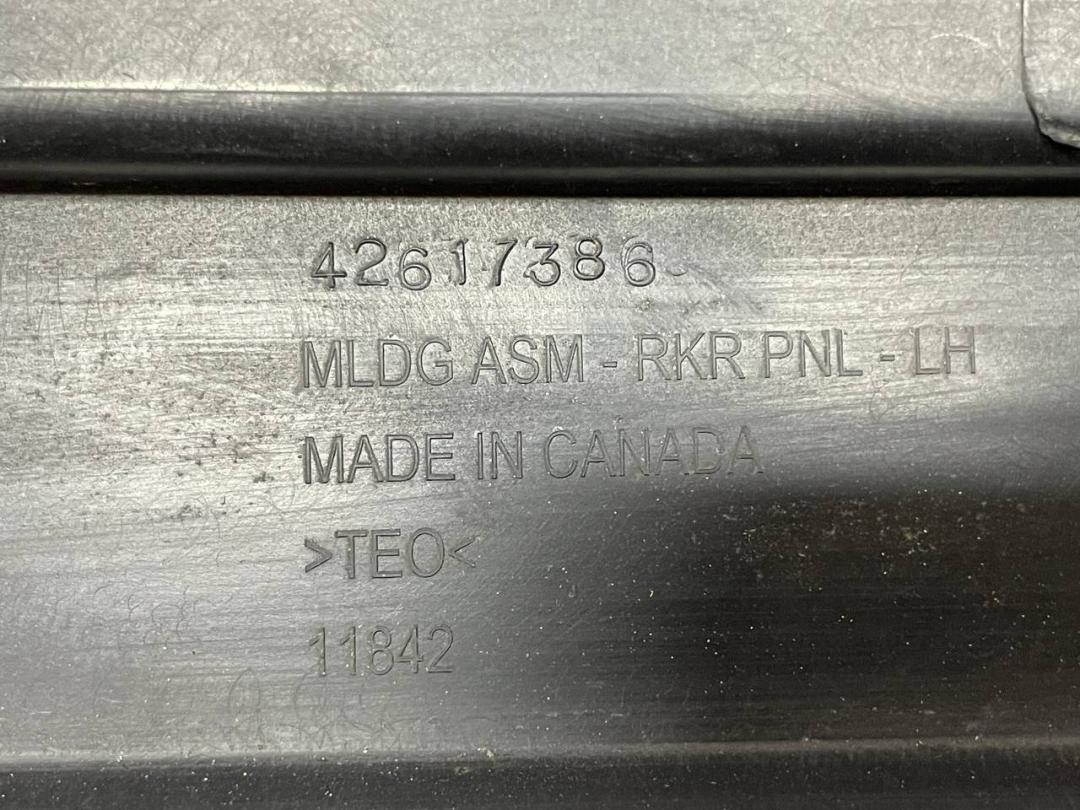 42617386
MLDG ASM - RKR PNL - LH
MADE IN CANADA
>TEO<
11842